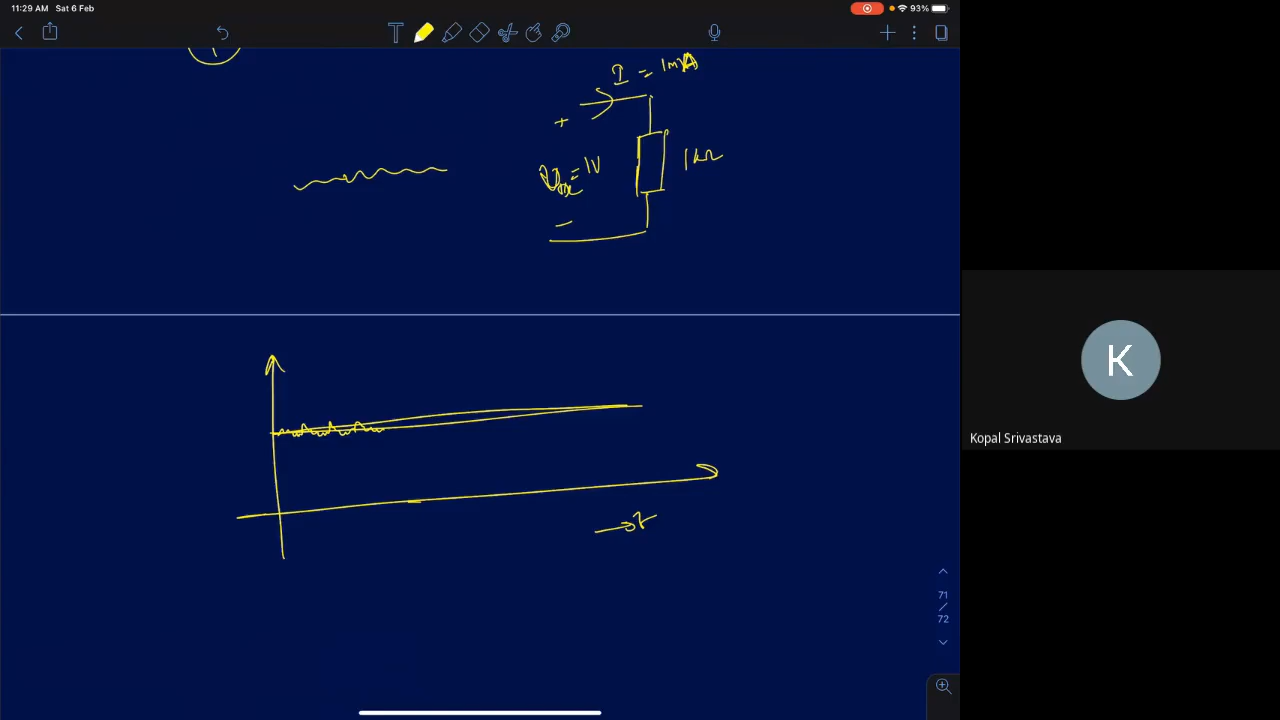 11:29 AM Sat 6 Feb
93%
T
I = 1mA
+
= 1V
1kΩ
−
→ t
71
/
72
K
Kopal Srivastava